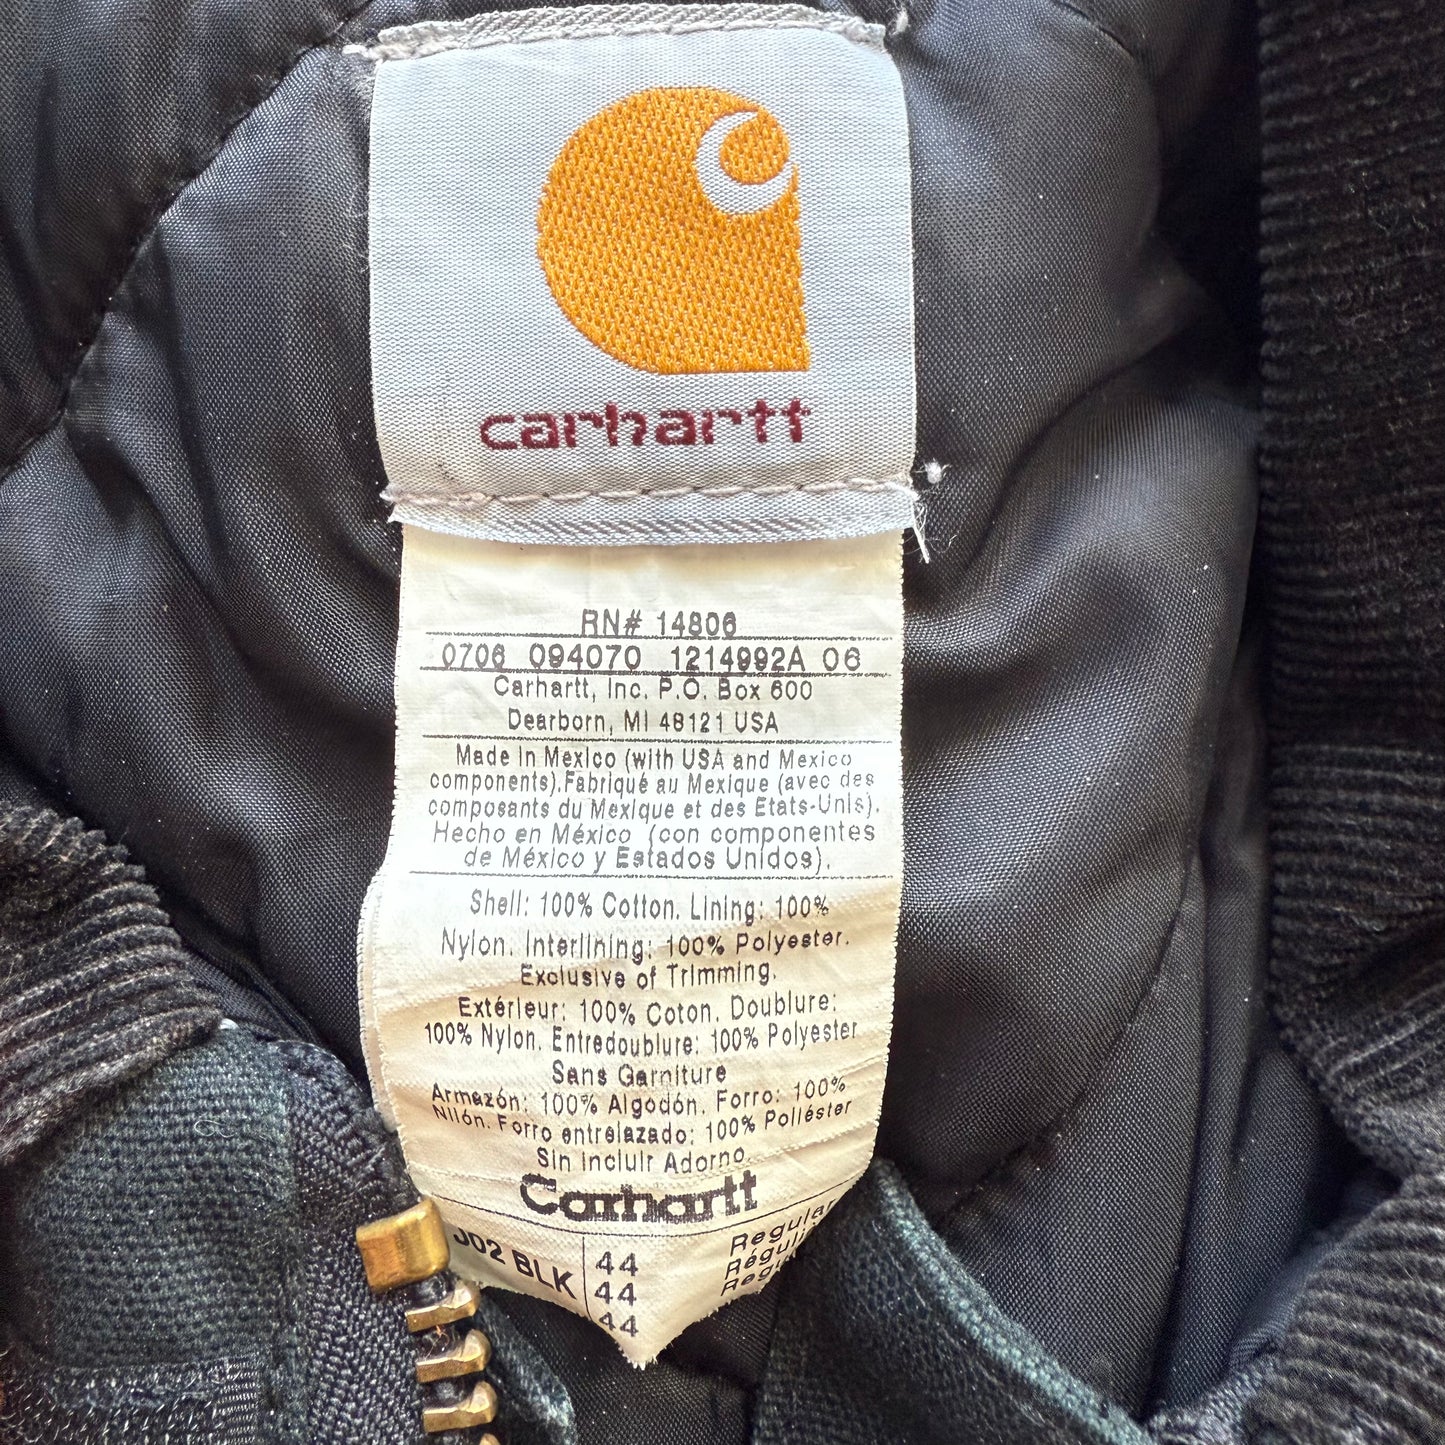 carhartt
RN# 14806
0706 094070 1214992A 06
Carhartt, Inc. P.O. Box 600
Dearborn, MI 48121 USA
Made in Mexico (with USA and Mexico
components).Fabriqué au Mexique (avec des
composants du Mexique et des Etats-Unis).
Hecho en México (con componentes
de México y Estados Unidos).
Shell: 100% Cotton. Lining: 100%
Nylon. Interlining: 100% Polyester.
Exclusive of Trimming.
Extérieur: 100% Coton. Doublure:
100% Nylon. Entredoublure: 100% Polyester
Sans Garniture
Armazón: 100% Algodón. Forro: 100%
Nilón. Forro entrelazado: 100% Poliéster
Sin Incluir Adorno.
Carhartt
J02 BLK 44 Regular
44
44